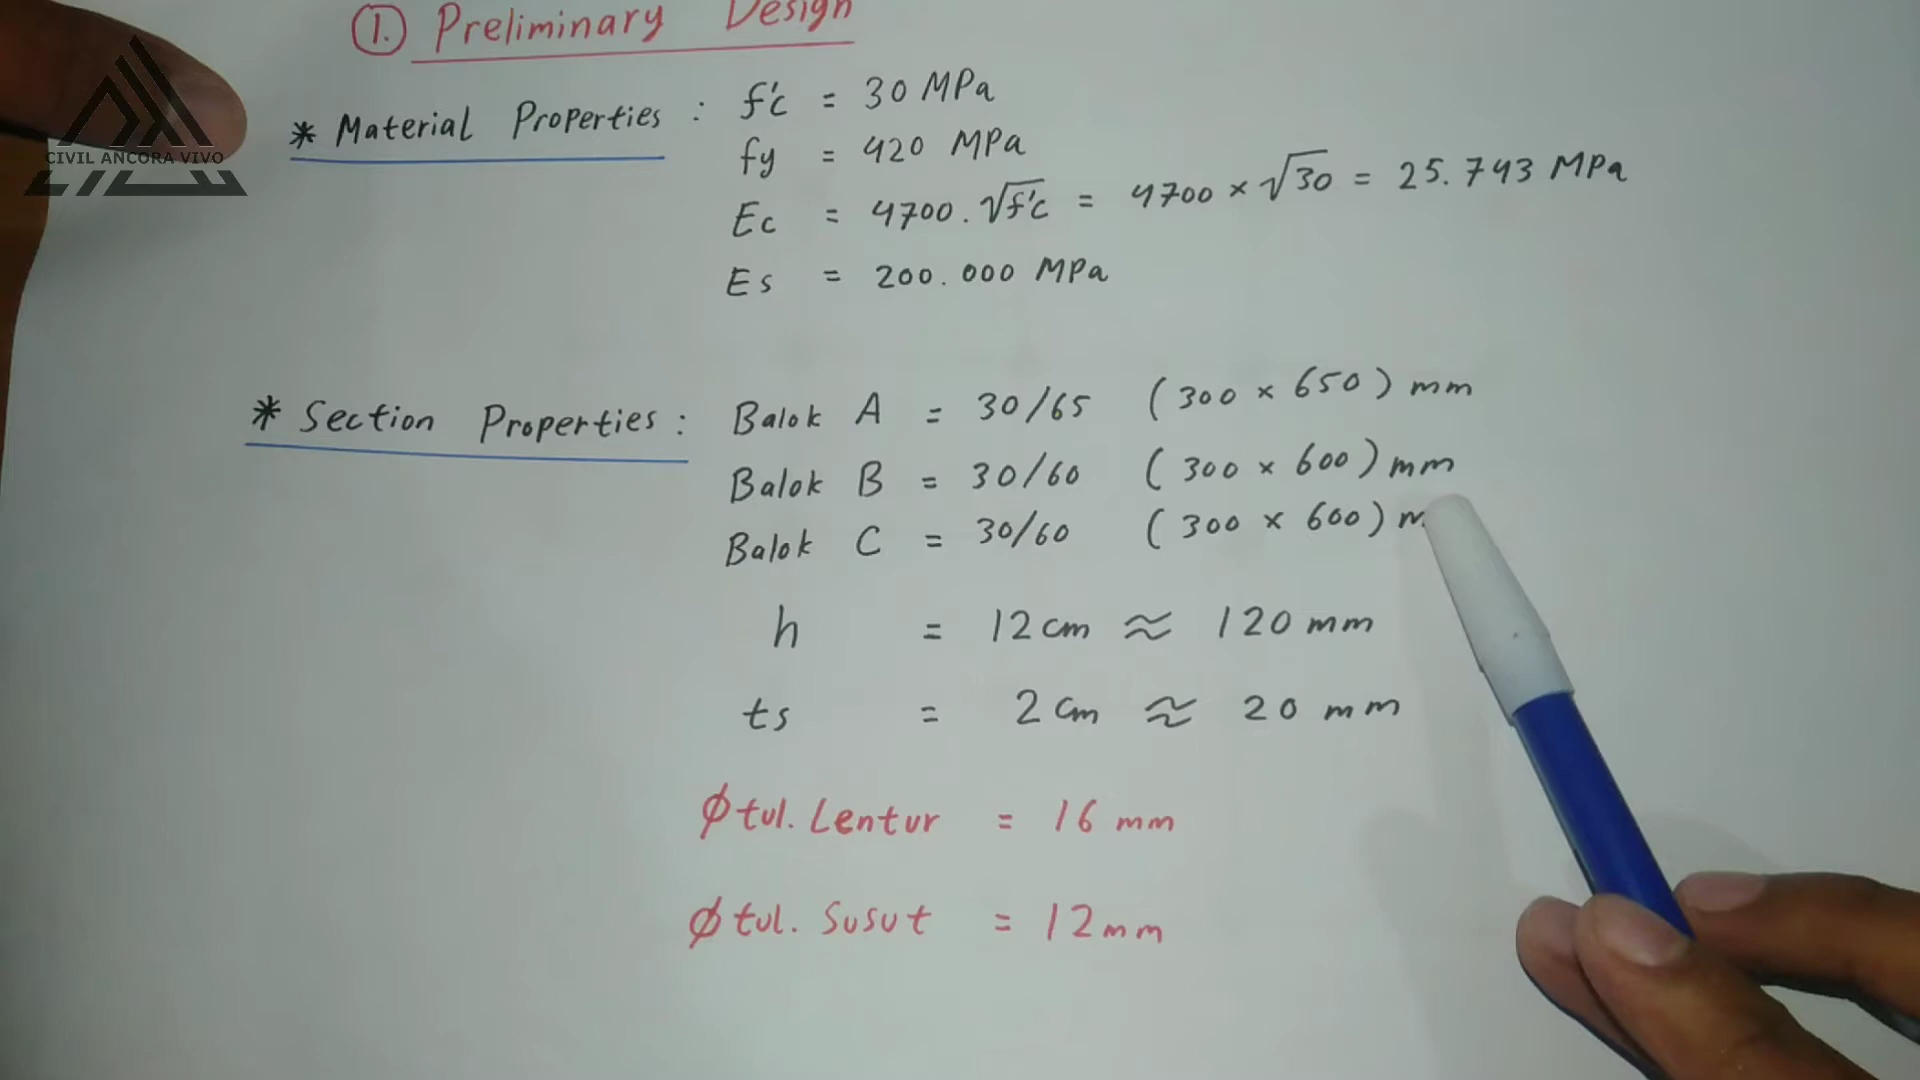 1. Preliminary Design
* Material Properties : f'c = 30 MPa
fy = 420 MPa
Ec = 4700 . √f'c = 4700 × √30 = 25.743 MPa
Es = 200.000 MPa
* Section Properties : Balok A = 30/65 (300 × 650) mm
Balok B = 30/60 (300 × 600) mm
Balok C = 30/60 (300 × 600) m
h = 12 cm ≈ 120 mm
ts = 2 cm ≈ 20 mm
ϕ tul. Lentur = 16 mm
ϕ tul. Susut = 12 mm
CIVIL ANCORA VIVO